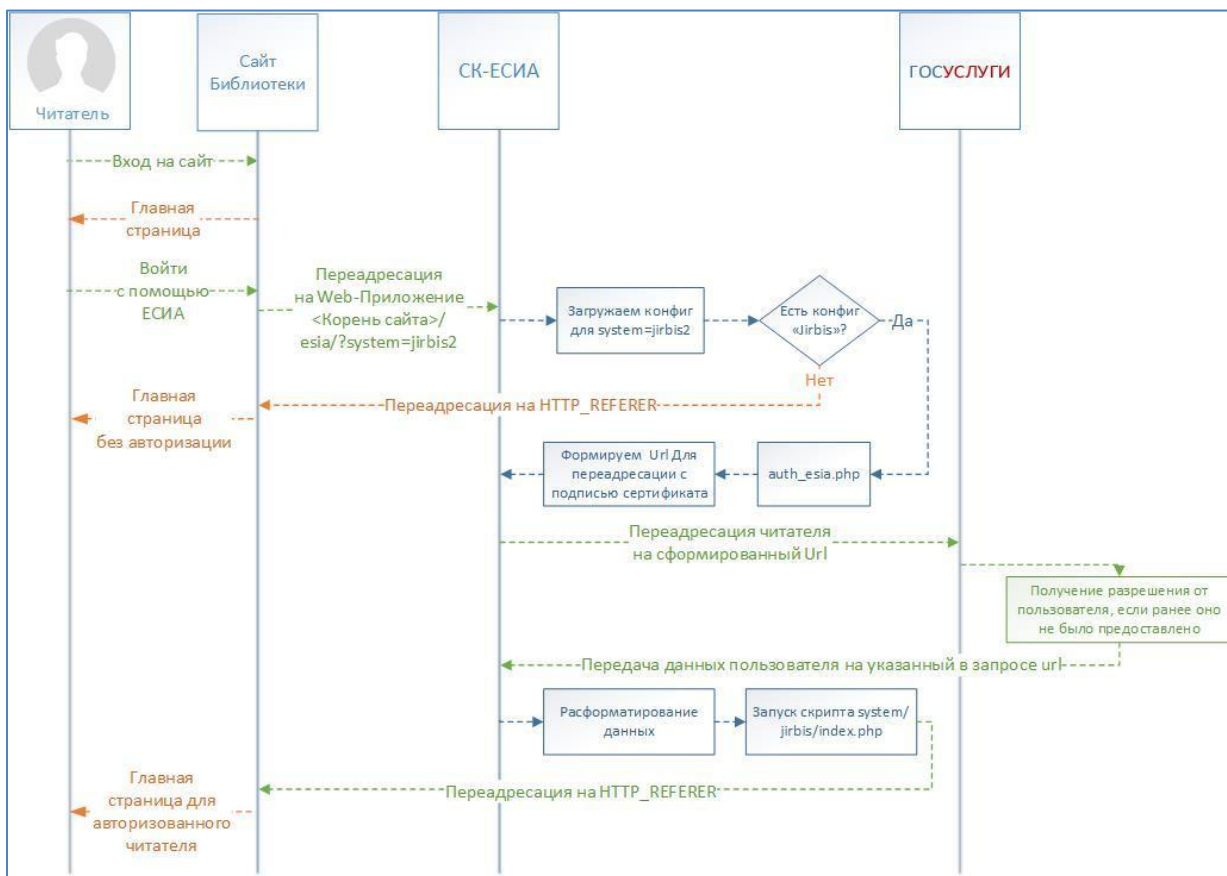 Читатель
Сайт
Библиотеки
СК-ЕСИА
ГОСУСЛУГИ
Вход на сайт
Главная
страница
Войти
с помощью
ЕСИА
Переадресация
на Web-Приложение
<Корень сайта>/
esia/?system=jirbis2
Загружаем конфиг
для system=jirbis2
Есть конфиг
«Jirbis»?
Да
Нет
Переадресация на HTTP_REFERER
Главная
страница
без авторизации
Формируем Url Для
переадресации с
подписью сертификата
auth_esia.php
Переадресация читателя
на сформированный Url
Получение разрешения от
пользователя, если ранее оно
не было предоставлено
Передача данных пользователя на указанный в запросе url
Расформатирование
данных
Запуск скрипта system/
jirbis/index.php
Переадресация на HTTP_REFERER
Главная
страница для
авторизованного
читателя